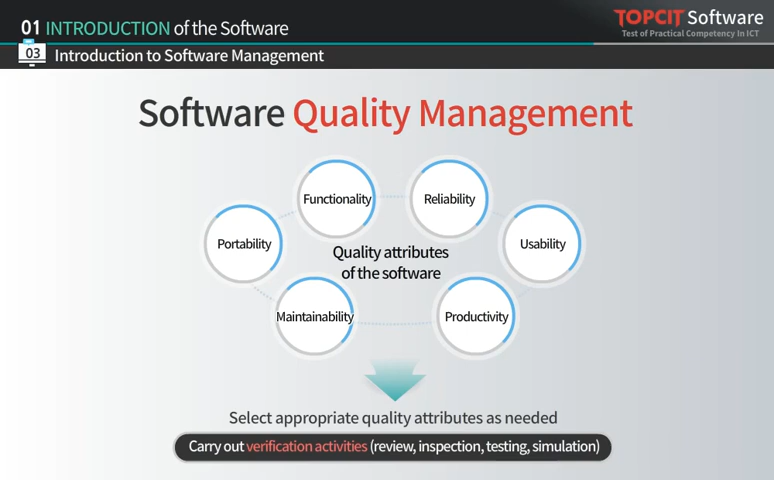 01 INTRODUCTION of the Software
TOPCIT Software
Test of Practical Competency In ICT
03 Introduction to Software Management
Software Quality Management
Functionality
Reliability
Portability
Usability
Quality attributes
of the software
Maintainability
Productivity
Select appropriate quality attributes as needed
Carry out verification activities (review, inspection, testing, simulation)